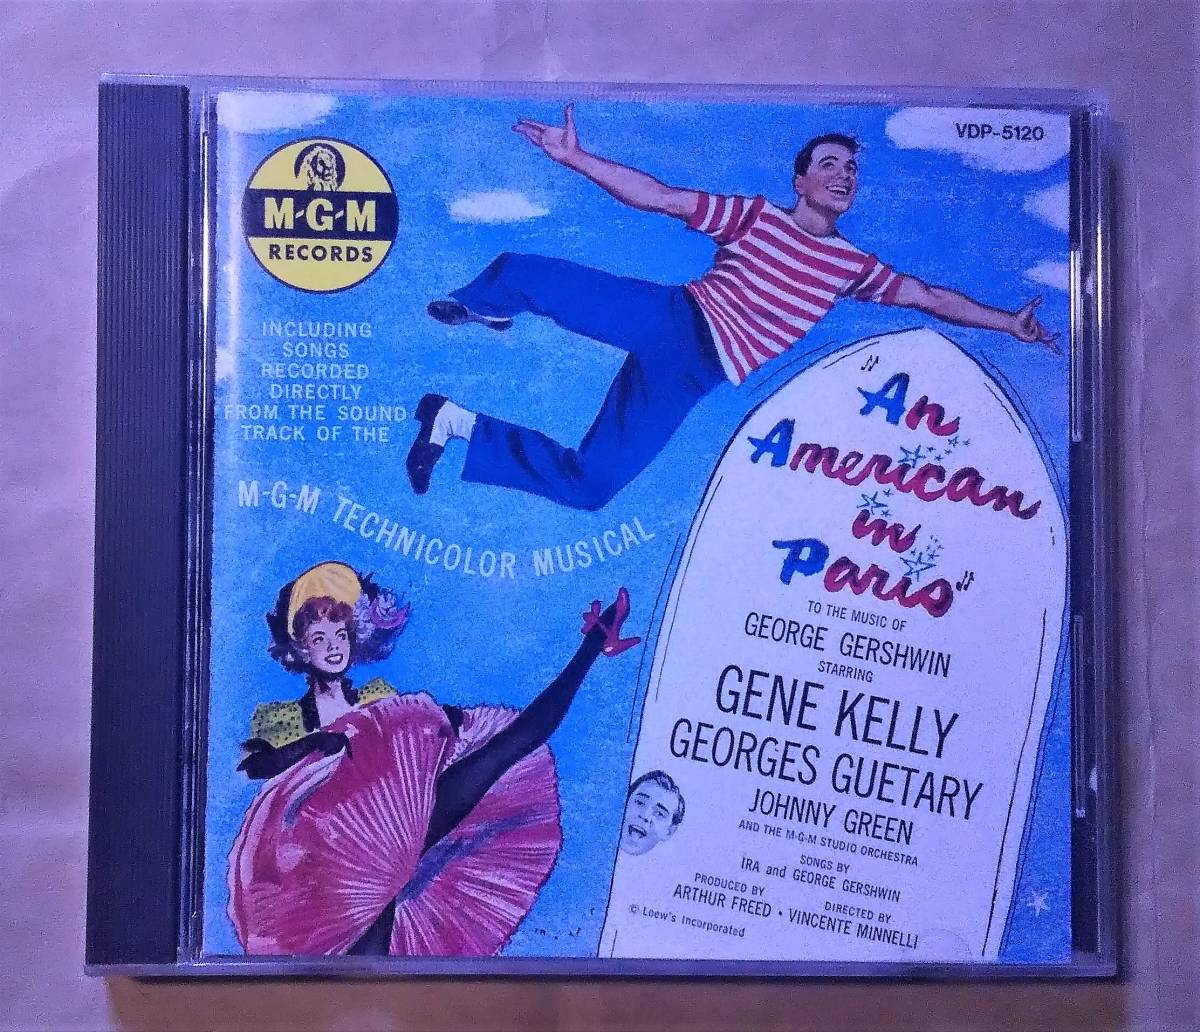 VDP-5120
M-G-M
RECORDS
INCLUDING
SONGS
RECORDED
DIRECTLY
FROM THE SOUND
TRACK OF THE
M-G-M TECHNICOLOR MUSICAL
An
American
in
Paris
TO THE MUSIC OF
GEORGE GERSHWIN
STARRING
GENE KELLY
GEORGES GUETARY
JOHNNY GREEN
AND THE M-G-M STUDIO ORCHESTRA
SONGS BY
IRA and GEORGE GERSHWIN
PRODUCED BY
ARTHUR FREED • VINCENTE MINNELLI
DIRECTED BY
© Loew's Incorporated